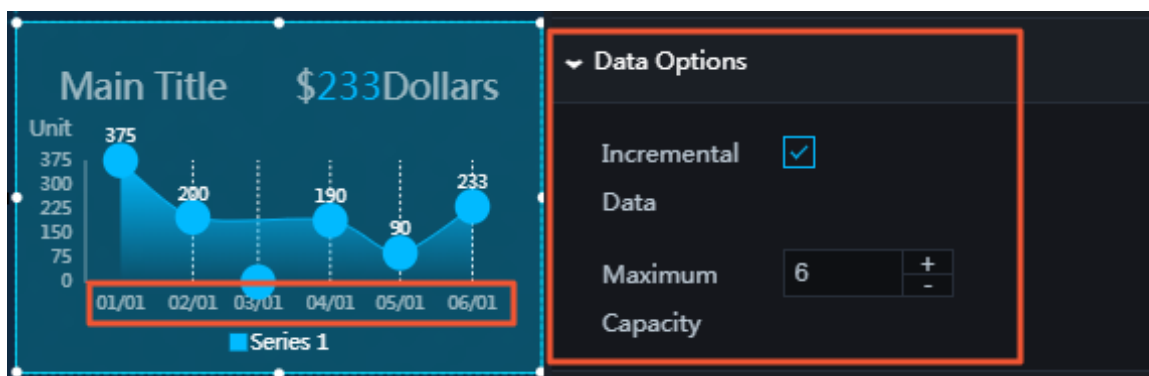 Main Title $233Dollars
Unit
375
300
225
150
75
0
375
200
190
90
233
01/01 02/01 03/01 04/01 05/01 06/01
Series 1
Data Options
Incremental
Data
Maximum 6 + -
Capacity